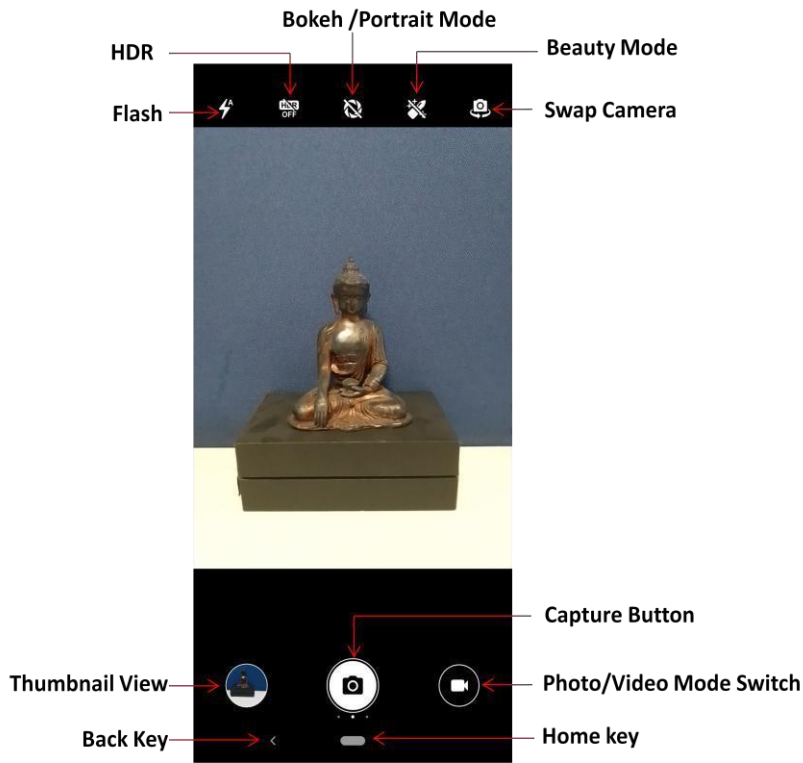 Bokeh /Portrait Mode
HDR
Beauty Mode
Flash
A
HDR
OFF
Swap Camera
Capture Button
Thumbnail View
Photo/Video Mode Switch
Back Key
Home key